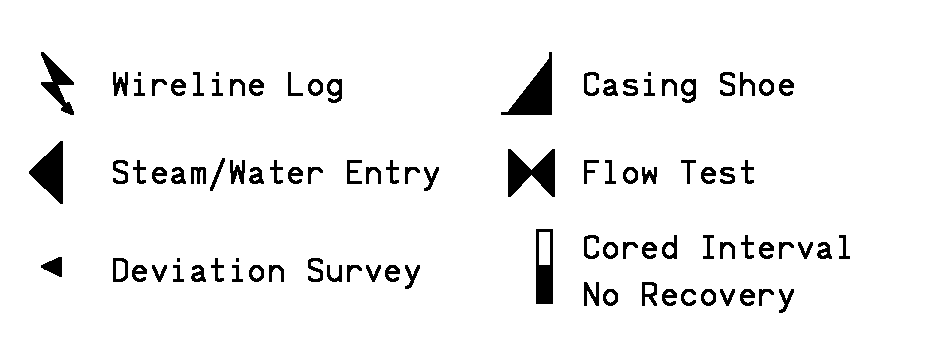 Wireline Log
Steam/Water Entry
Deviation Survey
Casing Shoe
Flow Test
Cored Interval
No Recovery